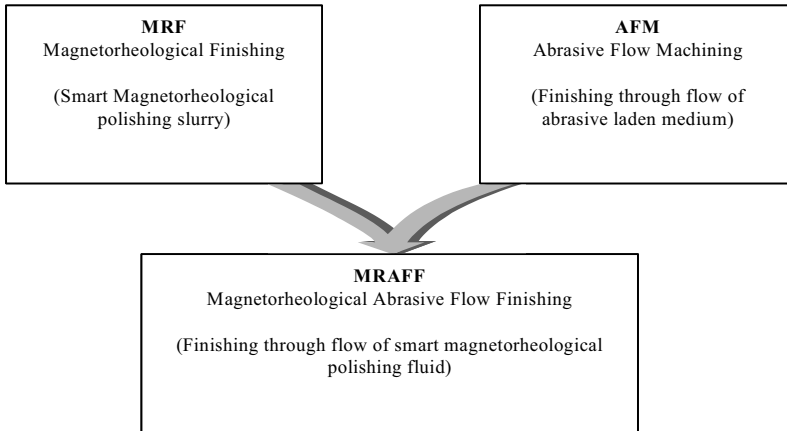 MRF
Magnetorheological Finishing
(Smart Magnetorheological
polishing slurry)
AFM
Abrasive Flow Machining
(Finishing through flow of
abrasive laden medium)
MRAFF
Magnetorheological Abrasive Flow Finishing
(Finishing through flow of smart magnetorheological
polishing fluid)